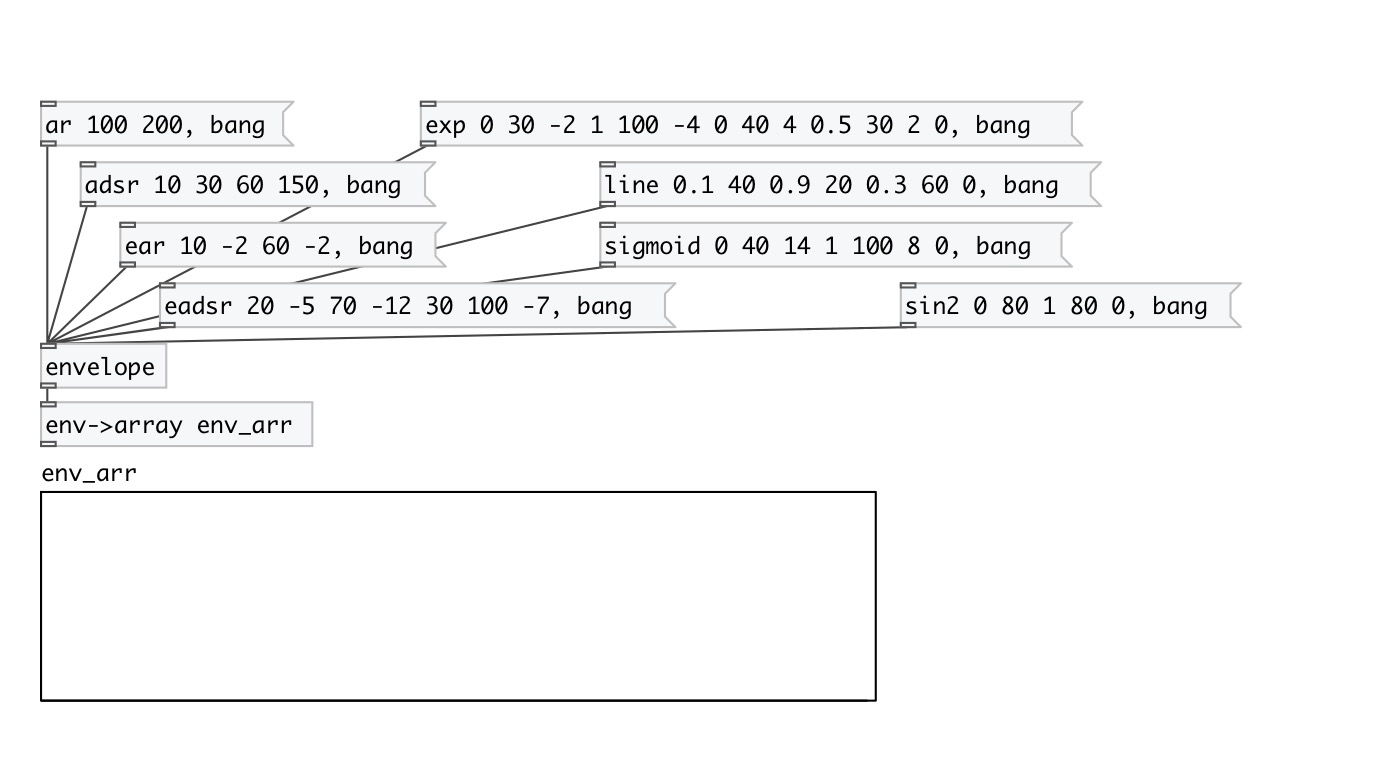 ar 100 200, bang
exp 0 30 -2 1 100 -4 0 40 4 0.5 30 2 0, bang
adsr 10 30 60 150, bang
line 0.1 40 0.9 20 0.3 60 0, bang
ear 10 -2 60 -2, bang
sigmoid 0 40 14 1 100 8 0, bang
eadsr 20 -5 70 -12 30 100 -7, bang
sin2 0 80 1 80 0, bang
envelope
env->array env_arr
env_arr